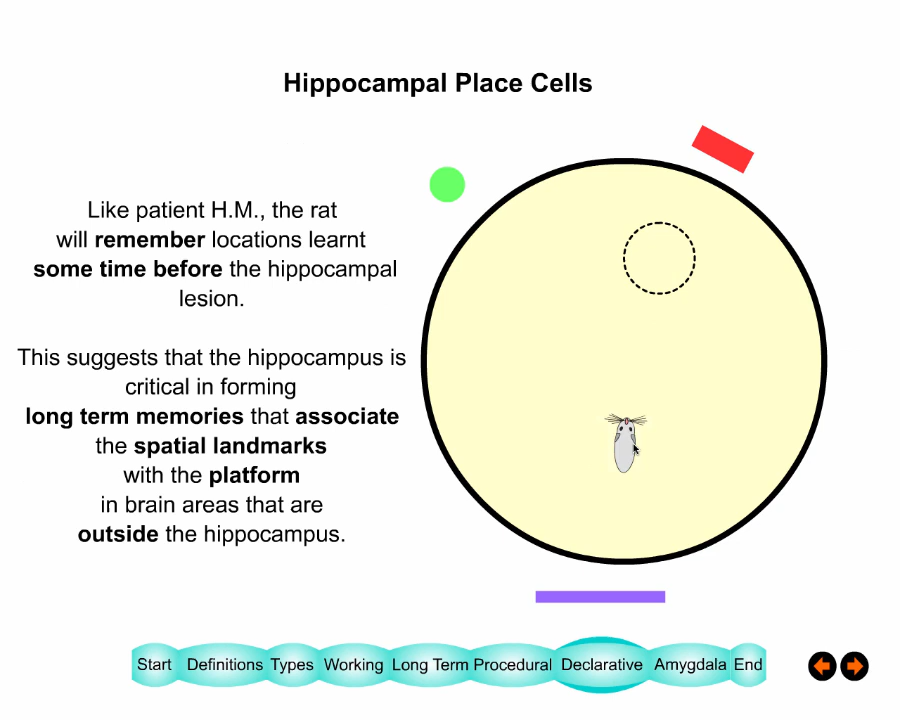 Hippocampal Place Cells
Like patient H.M., the rat
will remember locations learnt
some time before the hippocampal
lesion.
This suggests that the hippocampus is
critical in forming
long term memories that associate
the spatial landmarks
with the platform
in brain areas that are
outside the hippocampus.
Start Definitions Types Working Long Term Procedural Declarative Amygdala End